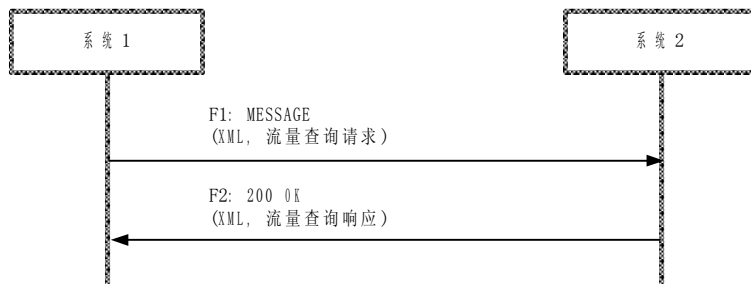 系统 1
系统 2
F1: MESSAGE
(XML, 流量查询请求)
F2: 200 OK
(XML, 流量查询响应)